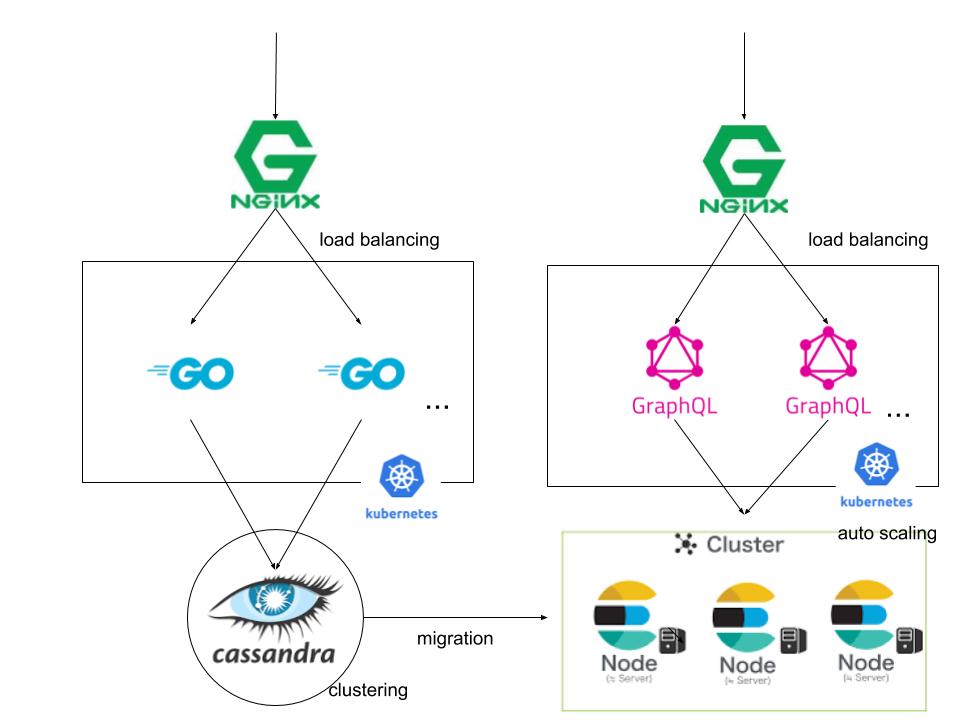 NGINX
NGINX
load balancing
load balancing
GO
GO
...
GraphQL
GraphQL
...
kubernetes
kubernetes
auto scaling
Cluster
cassandra
clustering
migration
Node
(≒ Server)
Node
(≒ Server)
Node
(≒ Server)